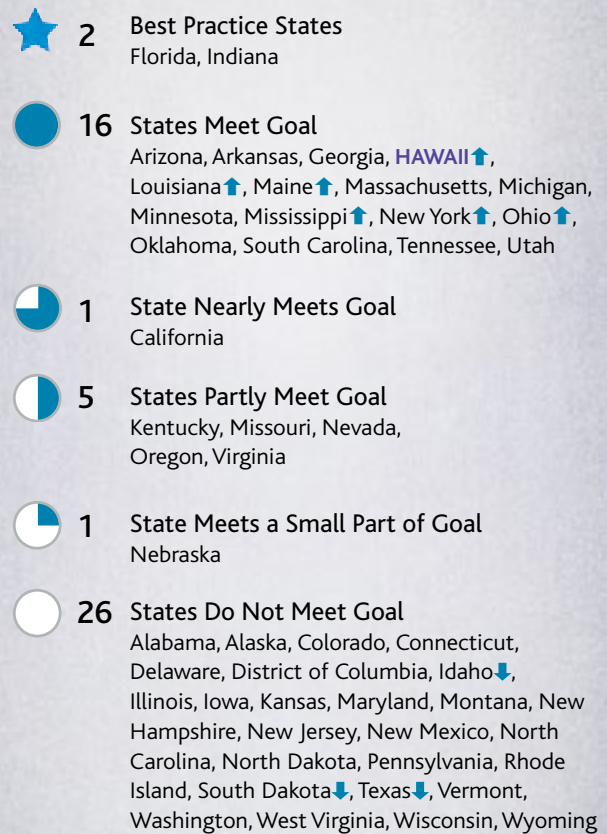 2 Best Practice States
Florida, Indiana
16 States Meet Goal
Arizona, Arkansas, Georgia, HAWAII⬆,
Louisiana⬆, Maine⬆, Massachusetts, Michigan,
Minnesota, Mississippi⬆, New York⬆, Ohio⬆,
Oklahoma, South Carolina, Tennessee, Utah
1 State Nearly Meets Goal
California
5 States Partly Meet Goal
Kentucky, Missouri, Nevada,
Oregon, Virginia
1 State Meets a Small Part of Goal
Nebraska
26 States Do Not Meet Goal
Alabama, Alaska, Colorado, Connecticut,
Delaware, District of Columbia, Idaho⬇,
Illinois, Iowa, Kansas, Maryland, Montana, New
Hampshire, New Jersey, New Mexico, North
Carolina, North Dakota, Pennsylvania, Rhode
Island, South Dakota⬇, Texas⬇, Vermont,
Washington, West Virginia, Wisconsin, Wyoming